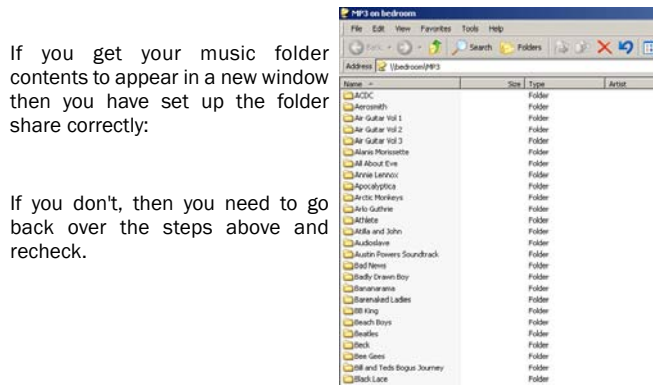 If you get your music folder
contents to appear in a new window
then you have set up the folder
share correctly:
If you don't, then you need to go
back over the steps above and
recheck.
MP3 on bedroom
File Edit View Favorites Tools Help
Back Search Folders
Address \\bedroom\MP3
Name Size Type Artist
ACDC Folder
Aerosmith Folder
Air Guitar Vol 1 Folder
Air Guitar Vol 2 Folder
Air Guitar Vol 3 Folder
Alanis Morissette Folder
All About Eve Folder
Annie Lennox Folder
Apocalyptica Folder
Arctic Monkeys Folder
Arlo Guthrie Folder
Athlete Folder
Atilla and John Folder
Audioslave Folder
Austin Powers Soundtrack Folder
Bad News Folder
Badly Drawn Boy Folder
Bananarama Folder
Barenaked Ladies Folder
BB King Folder
Beach Boys Folder
Beatles Folder
Beck Folder
Bee Gees Folder
Bill and Teds Bogus Journey Folder
Black Lace Folder